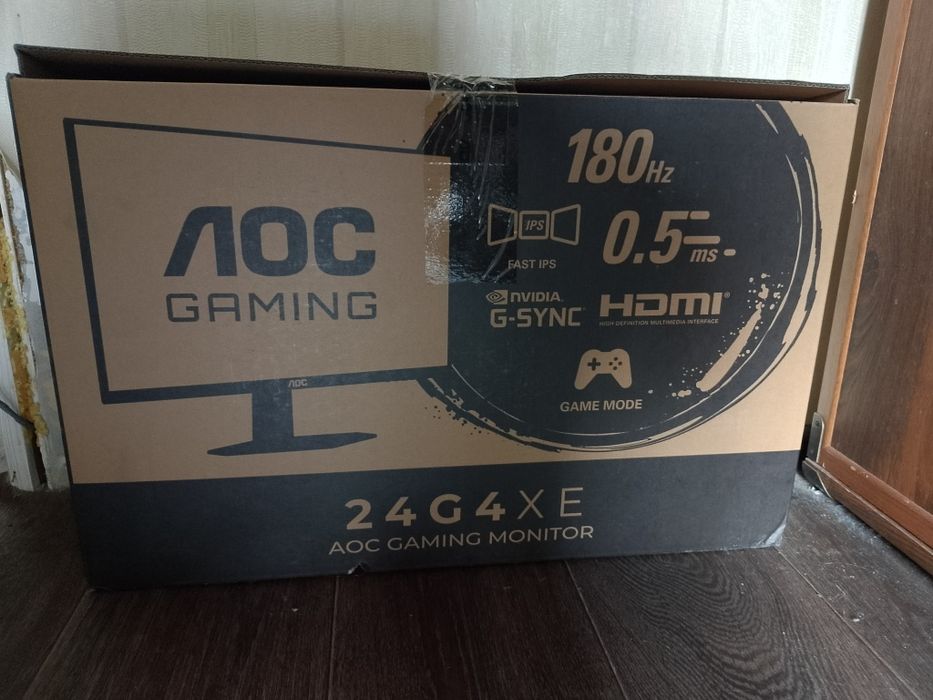 AOC
GAMING
AOC
180Hz
IPS
FAST IPS
0.5ms
NVIDIA.
G-SYNC
HDMI®
HIGH DEFINITION MULTIMEDIA INTERFACE
GAME MODE
24G4XE
AOC GAMING MONITOR